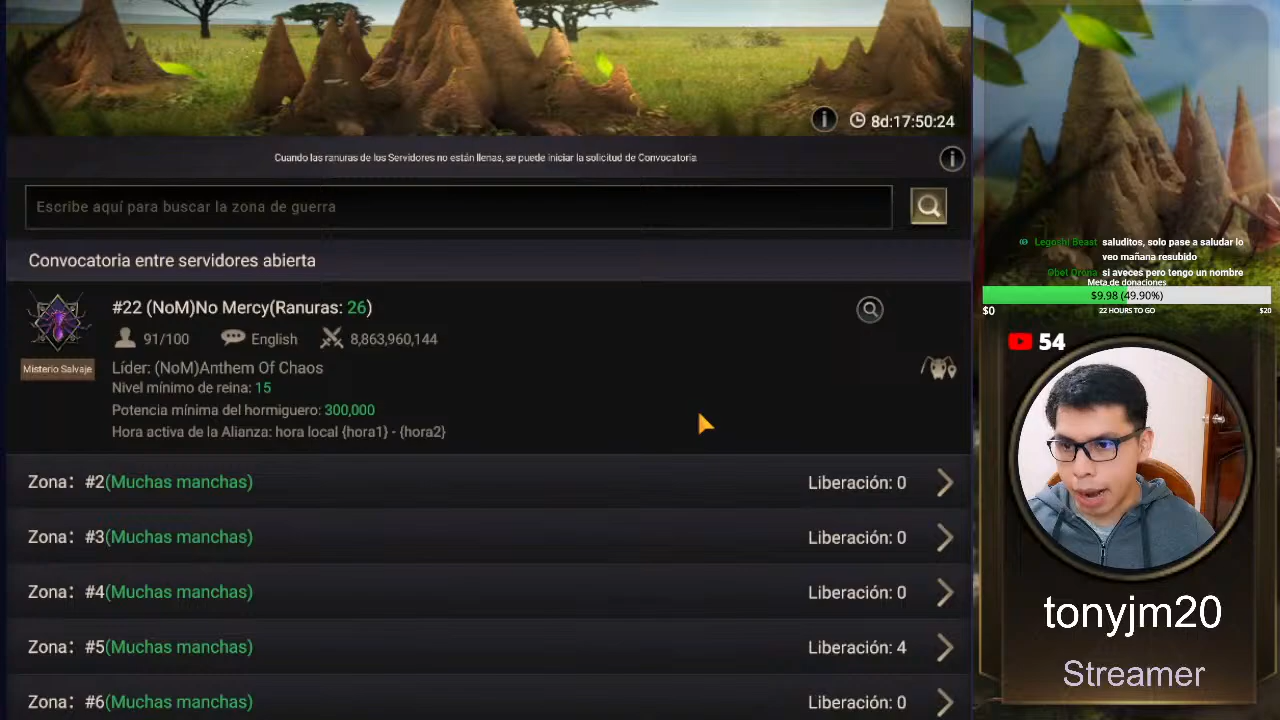 8d:17:50:24
Cuando las ranuras de los Servidores no están llenas, se puede iniciar la solicitud de Convocatoria
Escribe aquí para buscar la zona de guerra
Convocatoria entre servidores abierta
#22 (NoM)No Mercy(Ranuras: 26)
91/100 English 8,863,960,144
Misterio Salvaje
Líder: (NoM)Anthem Of Chaos
Nivel mínimo de reina: 15
Potencia mínima del hormiguero: 300,000
Hora activa de la Alianza: hora local {hora1} - {hora2}
Zona: #2(Muchas manchas) Liberación: 0
Zona: #3(Muchas manchas) Liberación: 0
Zona: #4(Muchas manchas) Liberación: 0
Zona: #5(Muchas manchas) Liberación: 4
Zona: #6(Muchas manchas) Liberación: 0
Legoshi Beast saluditos, solo pase a saludar lo
veo mañana resubido
Obet Drona si aveces pero tengo un nombre
Meta de donaciones
$9.98 (49.90%)
$0 22 HOURS TO GO $20
54
tonyjm20
Streamer